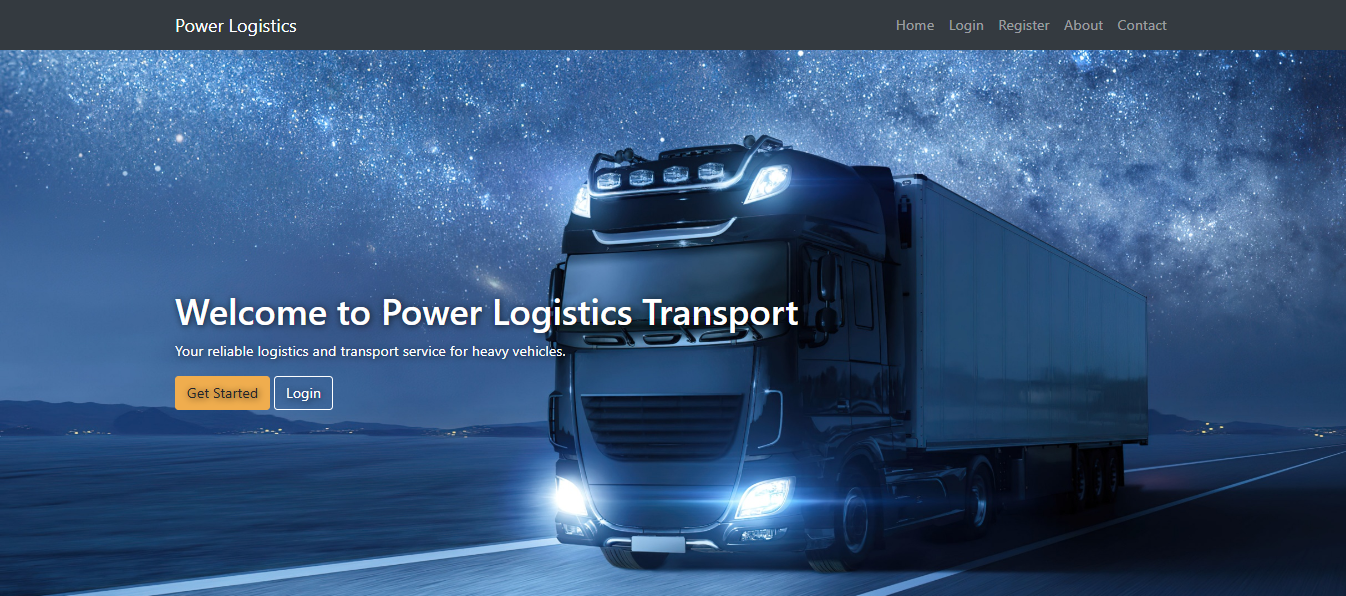 Power Logistics
Home Login Register About Contact
Welcome to Power Logistics Transport
Your reliable logistics and transport service for heavy vehicles.
Get Started Login